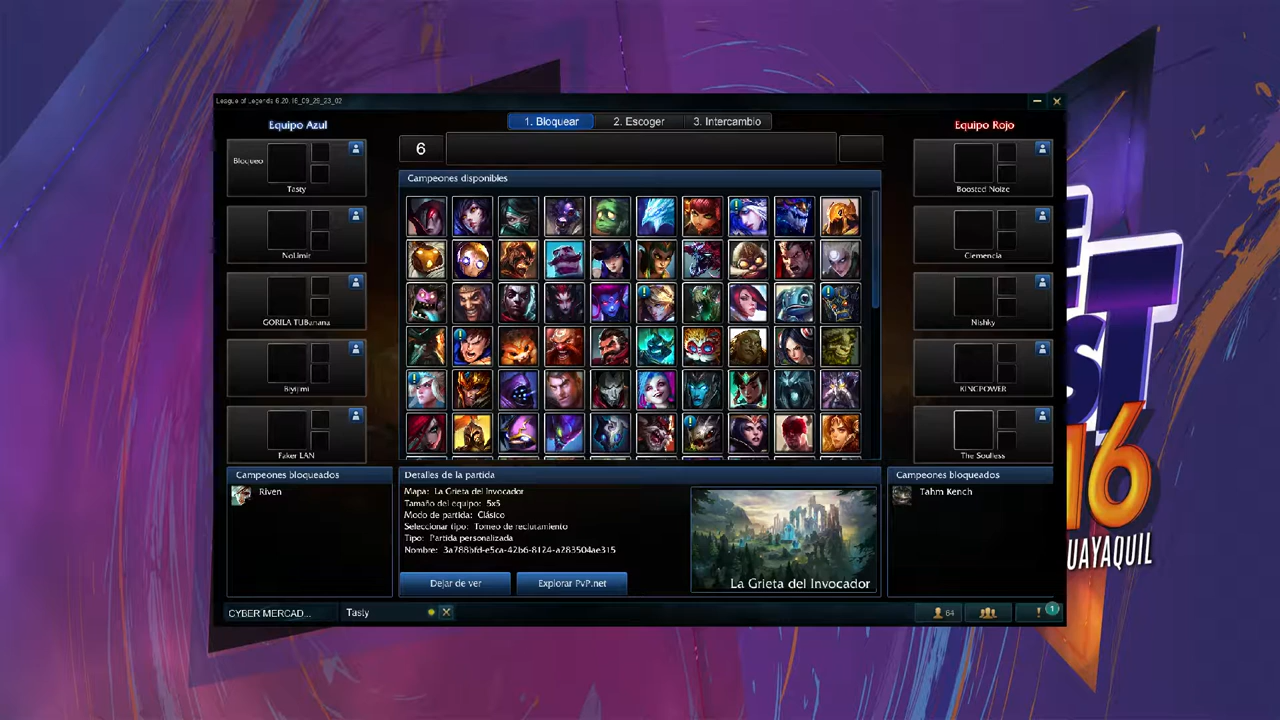 League of Legends 6.20.16_09_29_23_02
Equipo Azul
1. Bloquear
2. Escoger
3. Intercambio
Equipo Rojo
Bloqueo
Tasty
6
Boosted Noize
Campeones disponibles
NoLimir
Clemencia
GORILA TUBanana
Nishky
Biyijimi
KINGPOWER
Faker LAN
The Soulless
Campeones bloqueados
Riven
Detalles de la partida
Mapa: La Grieta del Invocador
Tamaño del equipo: 5x5
Modo de partida: Clásico
Seleccionar tipo: Torneo de reclutamiento
Tipo: Partida personalizada
Nombre: 3a788bfd-e5ca-42b6-8124-a283504ae315
La Grieta del Invocador
Dejar de ver
Explorar PvP.net
Campeones bloqueados
Tahm Kench
CYBER MERCAD...
Tasty
64
1
16
UAYAQUIL